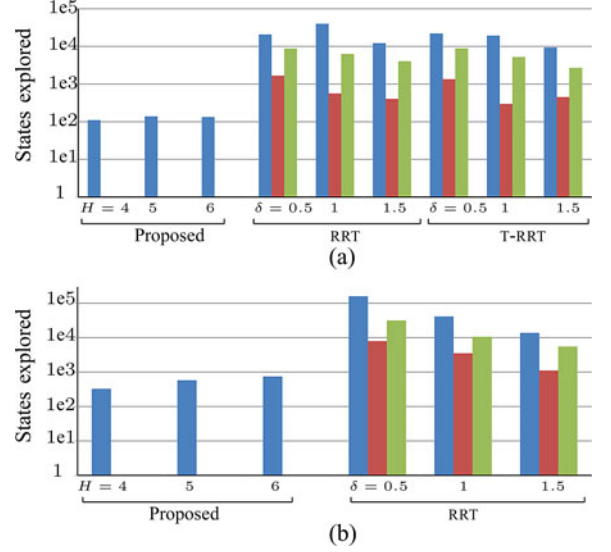 States explored
1e5
1e4
1e3
1e2
1e1
1
H = 4 5 6 δ = 0.5 1 1.5 δ = 0.5 1 1.5
Proposed RRT T-RRT
(a)
States explored
1e5
1e4
1e3
1e2
1e1
1
H = 4 5 6 δ = 0.5 1 1.5
Proposed RRT
(b)